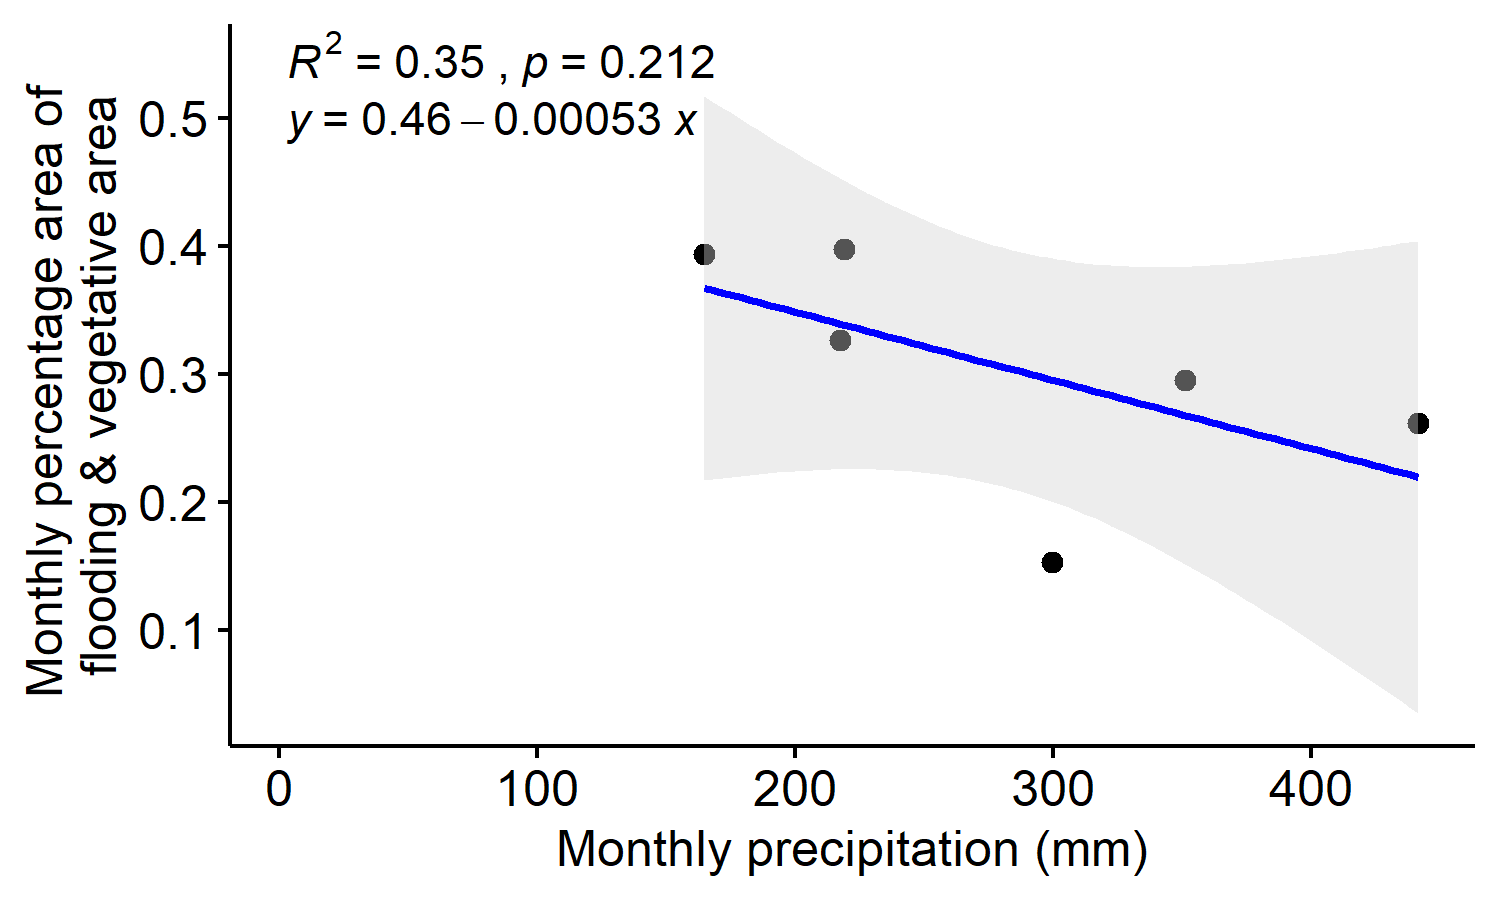 R² = 0.35 , p = 0.212
y = 0.46 – 0.00053 x
Monthly percentage area of
flooding & vegetative area
0.5
0.4
0.3
0.2
0.1
0 100 200 300 400
Monthly precipitation (mm)